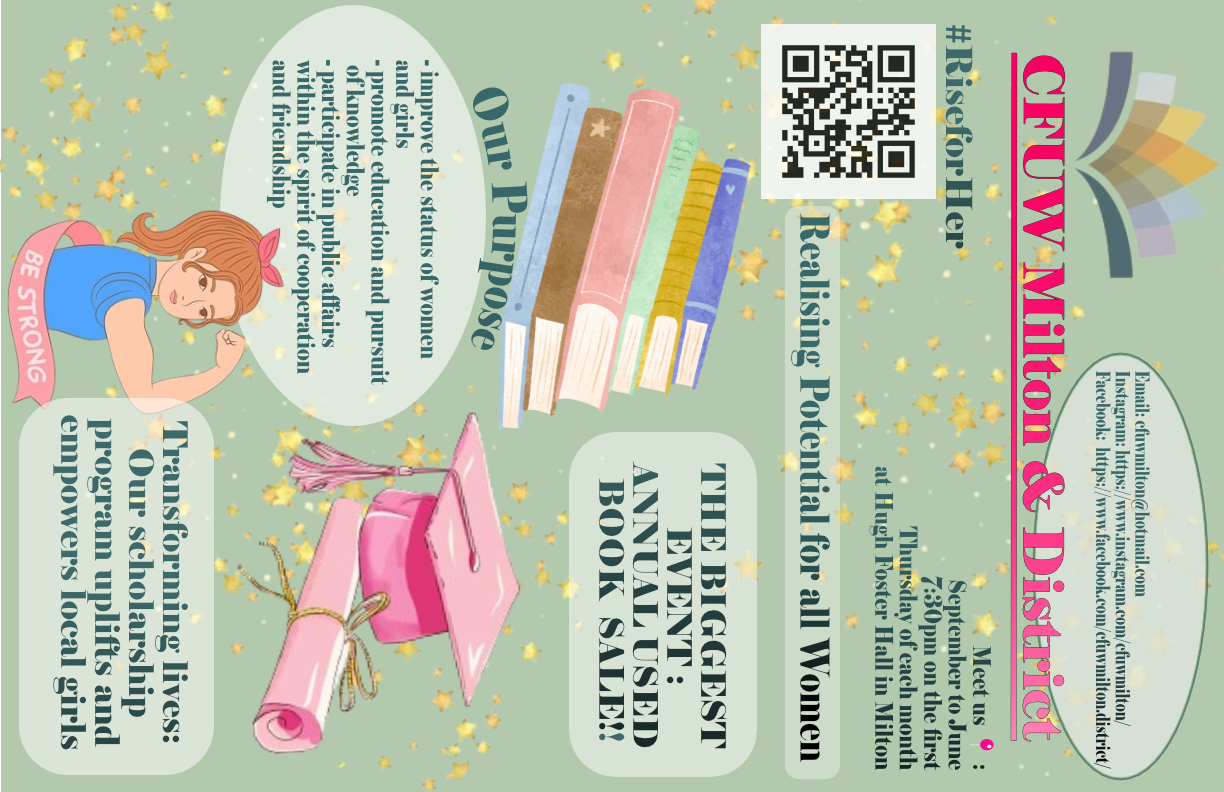 Email: cfuwmilton@hotmail.com
Instagram: https://www.instagram.com/cfuwmilton/
Facebook: https://www.facebook.com/cfuwmilton.district/
CFUW Milton & District
#RiseforHer
Meet us :
September to June
7:30pm on the first
Thursday of each month
at Hugh Foster Hall in Milton
Realising Potential for all Women
THE BIGGEST
EVENT :
ANNUAL USED
BOOK SALE!!
Our Purpose
- improve the status of women
and girls
- promote education and pursuit
of knowledge
- participate in public affairs
within the spirit of cooperation
and friendship
BE STRONG
Transforming lives:
Our scholarship
program uplifts and
empowers local girls